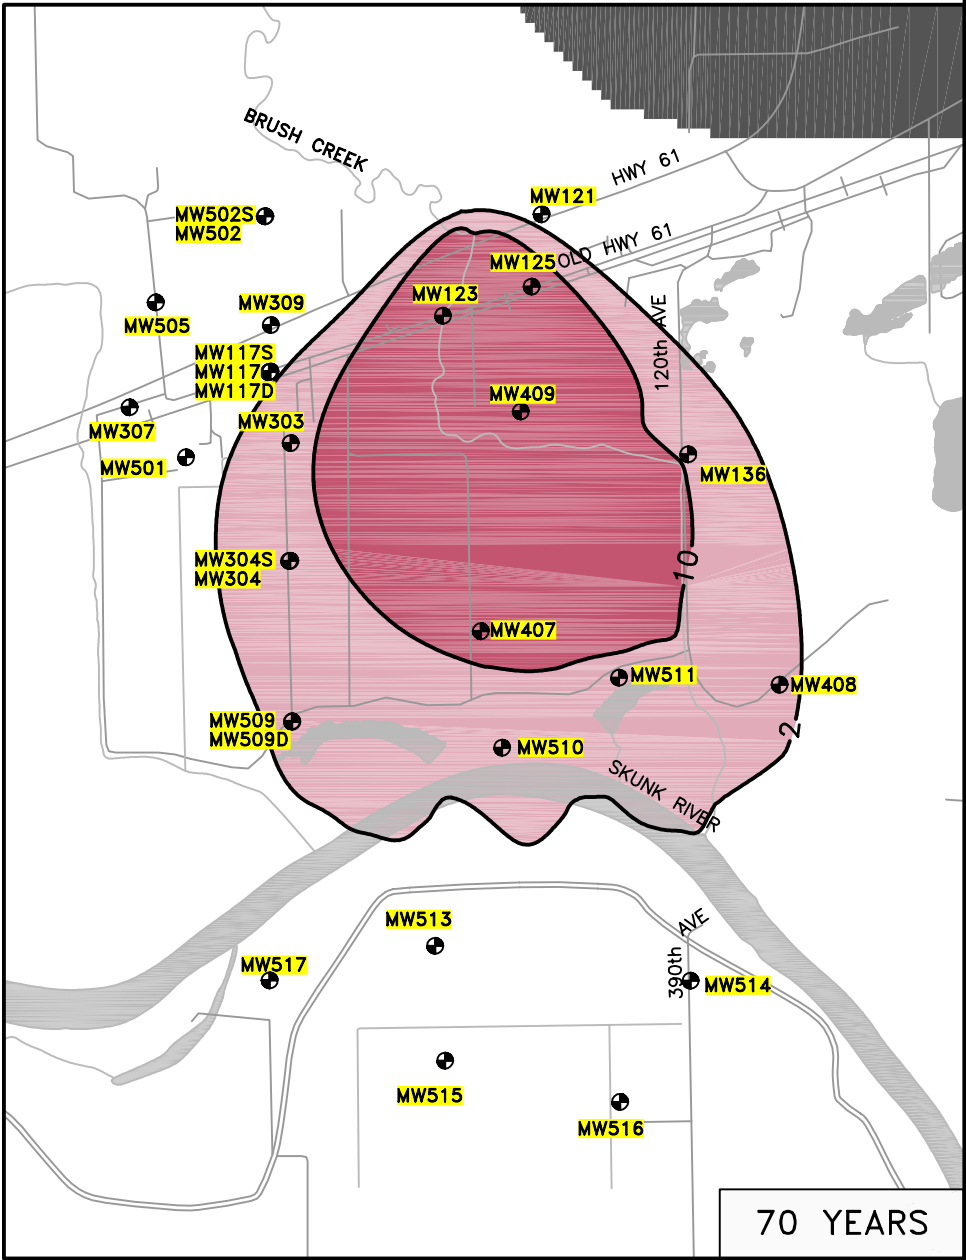 BRUSH CREEK
HWY 61
MW121
MW502S
MW502
OLD HWY 61
MW125
MW123
MW309
MW505
120th AVE
MW117S
MW117
MW117D
MW409
MW303
MW307
MW501
MW136
MW304S
MW304
10
MW407
MW511
MW408
MW509
MW509D
2
MW510
SKUNK RIVER
MW513
390th AVE
MW517
MW514
MW515
MW516
70 YEARS